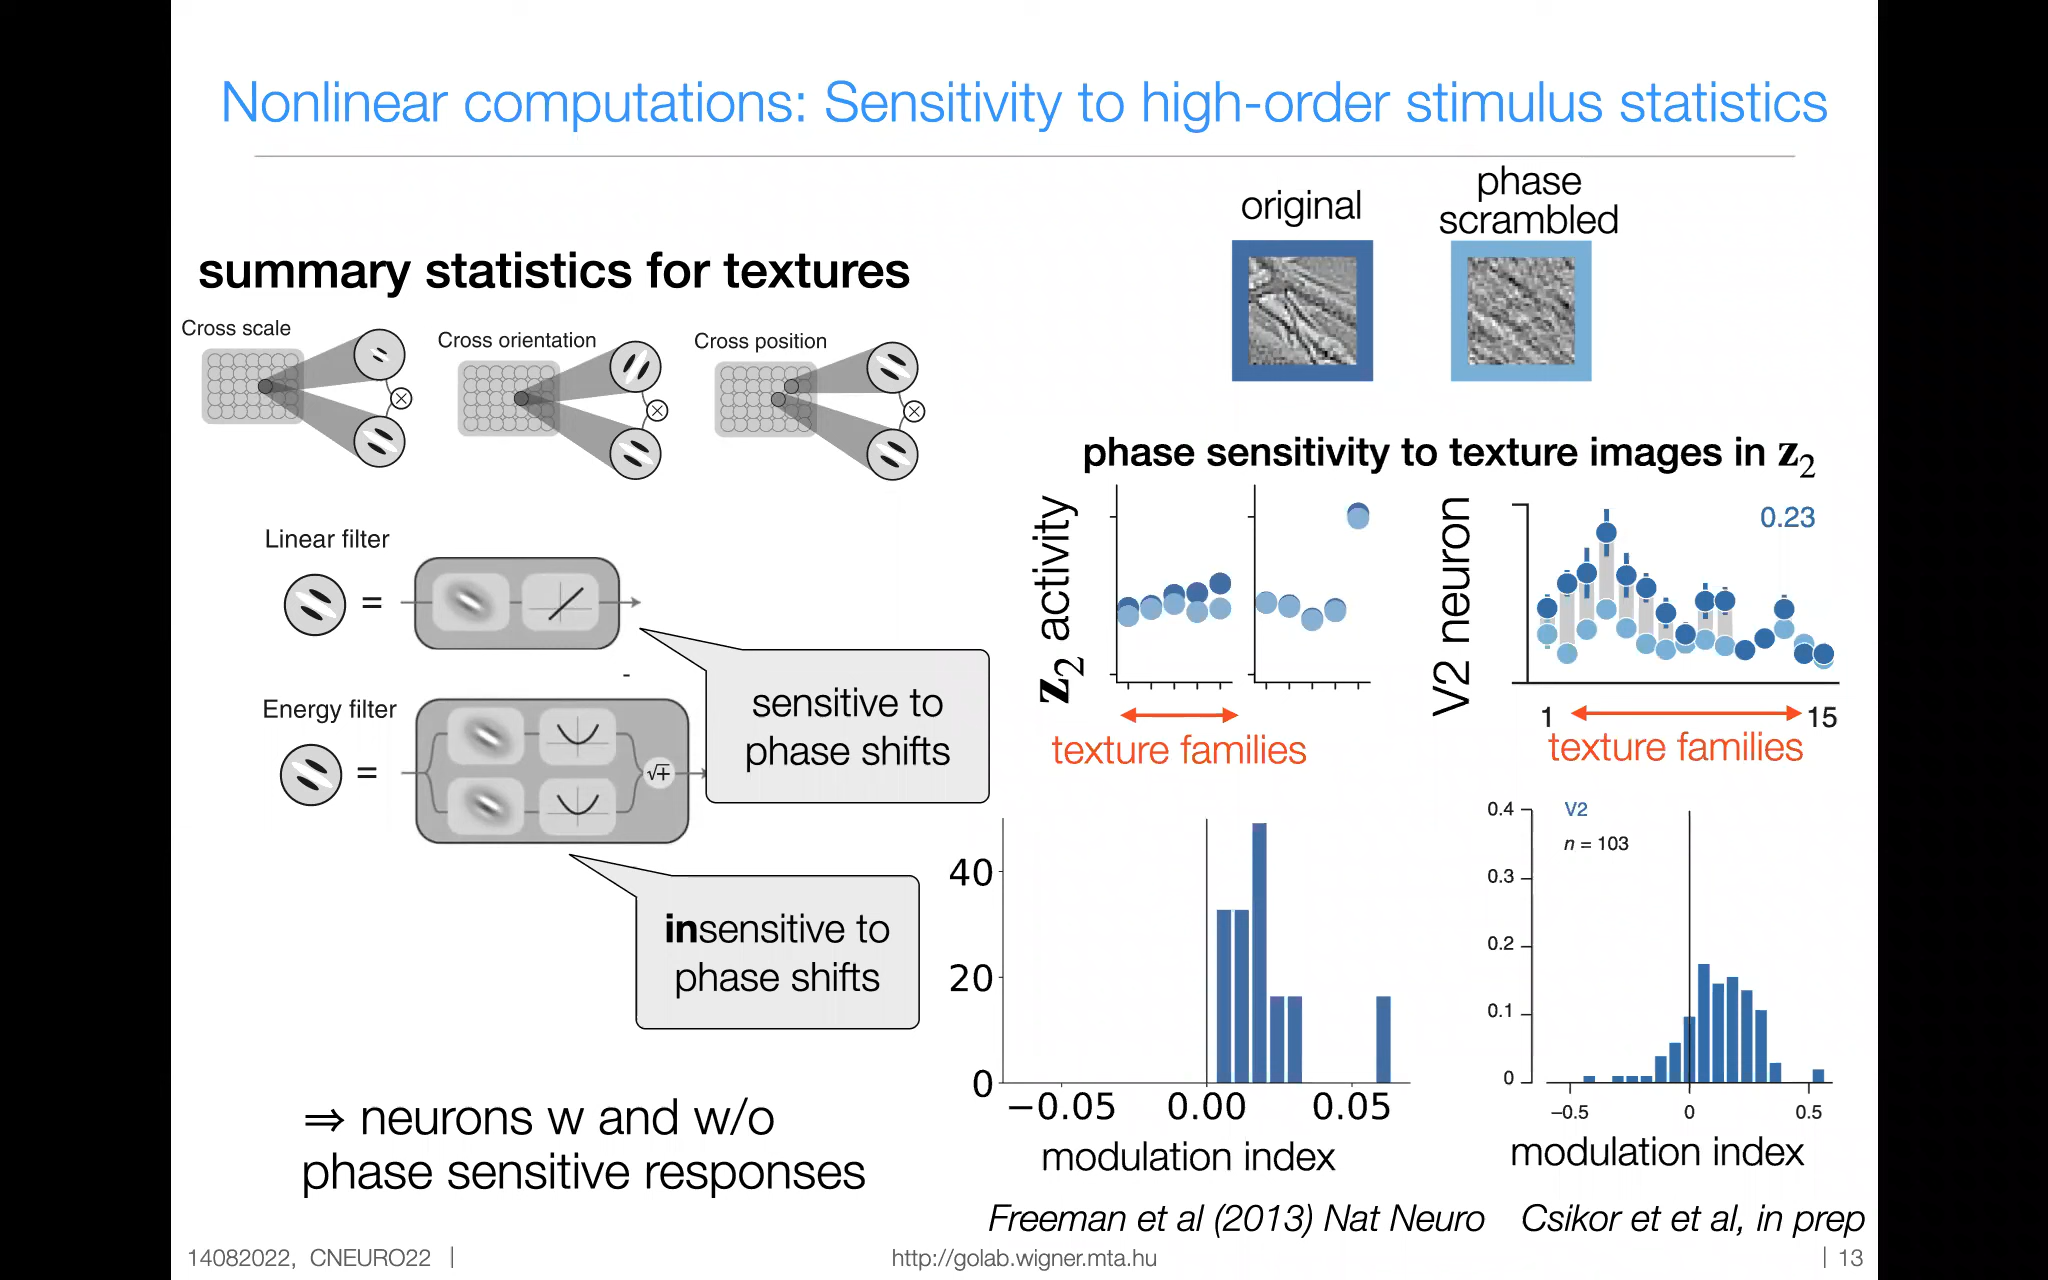 Nonlinear computations: Sensitivity to high-order stimulus statistics
summary statistics for textures
Cross scale
Cross orientation
Cross position
Linear filter
=
Energy filter
=
√+
-
sensitive to
phase shifts
insensitive to
phase shifts
⇒ neurons w and w/o
phase sensitive responses
original
phase
scrambled
phase sensitivity to texture images in z2
z2 activity
texture families
V2 neuron
0.23
1
15
texture families
40
20
0
−0.05
0.00
0.05
modulation index
0.4
0.3
0.2
0.1
0
V2
n = 103
–0.5
0
0.5
modulation index
Freeman et al (2013) Nat Neuro
Csikor et et al, in prep
14082022, CNEURO22 |
http://golab.wigner.mta.hu
| 13